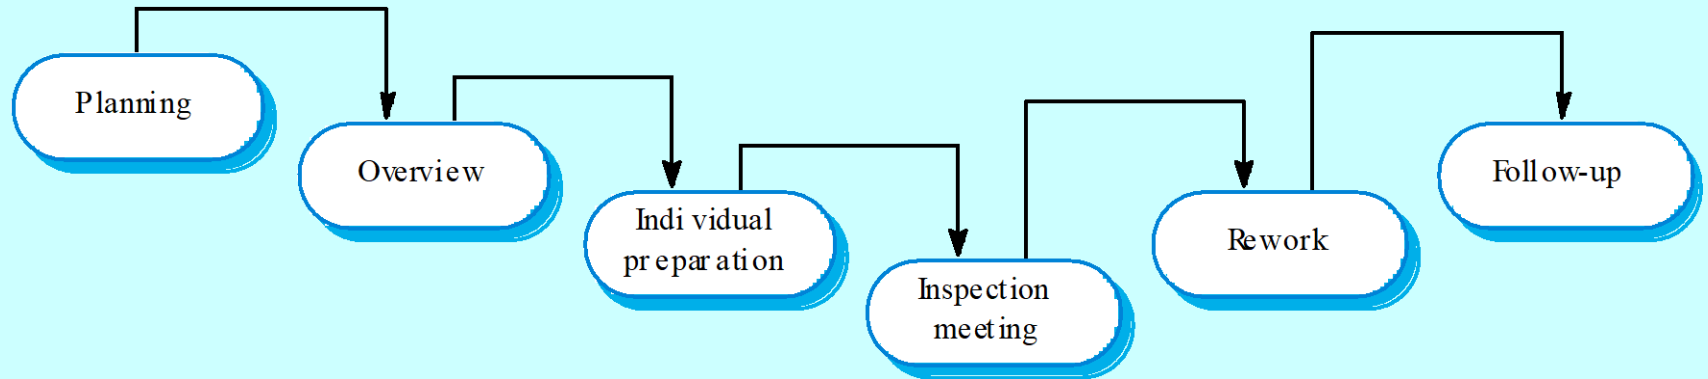 Planning
Overview
Individual
preparation
Inspection
meeting
Rework
Follow-up